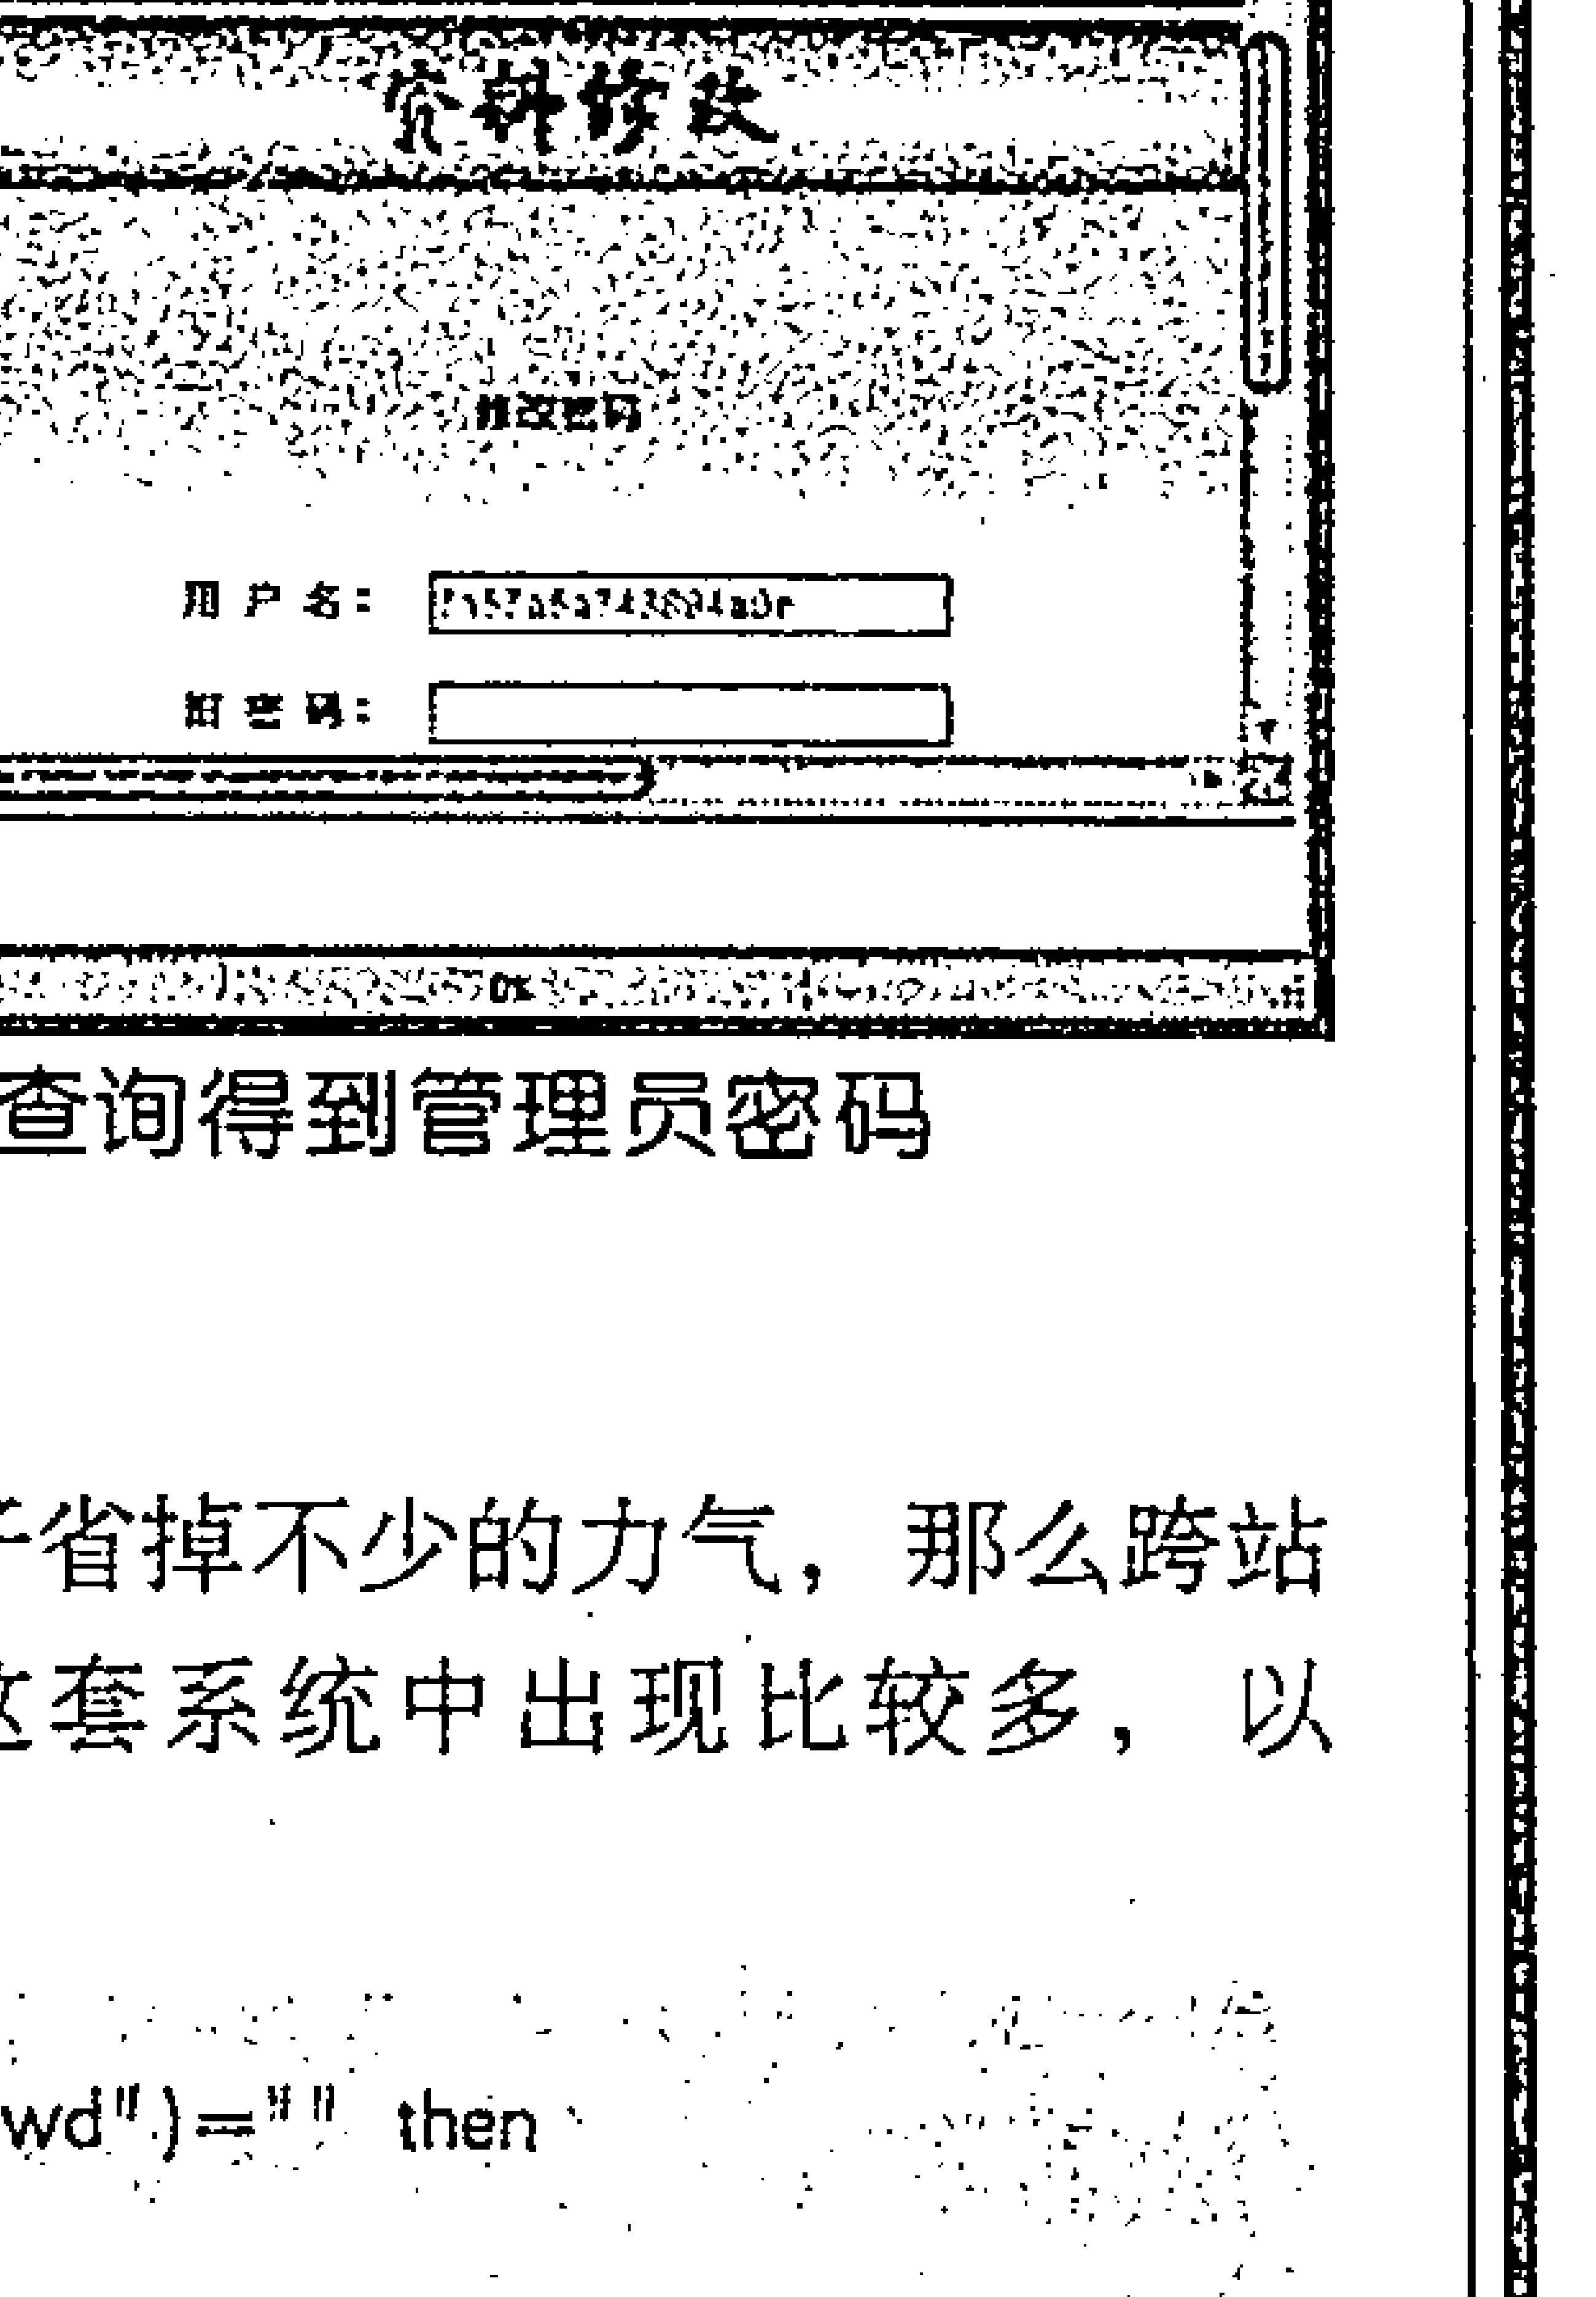 资料修改
修改密码
用户名:
旧密码:
0%
查询得到管理员密码
省掉不少的力气，那么跨站
这套系统中出现比较多，以
wd")="" then